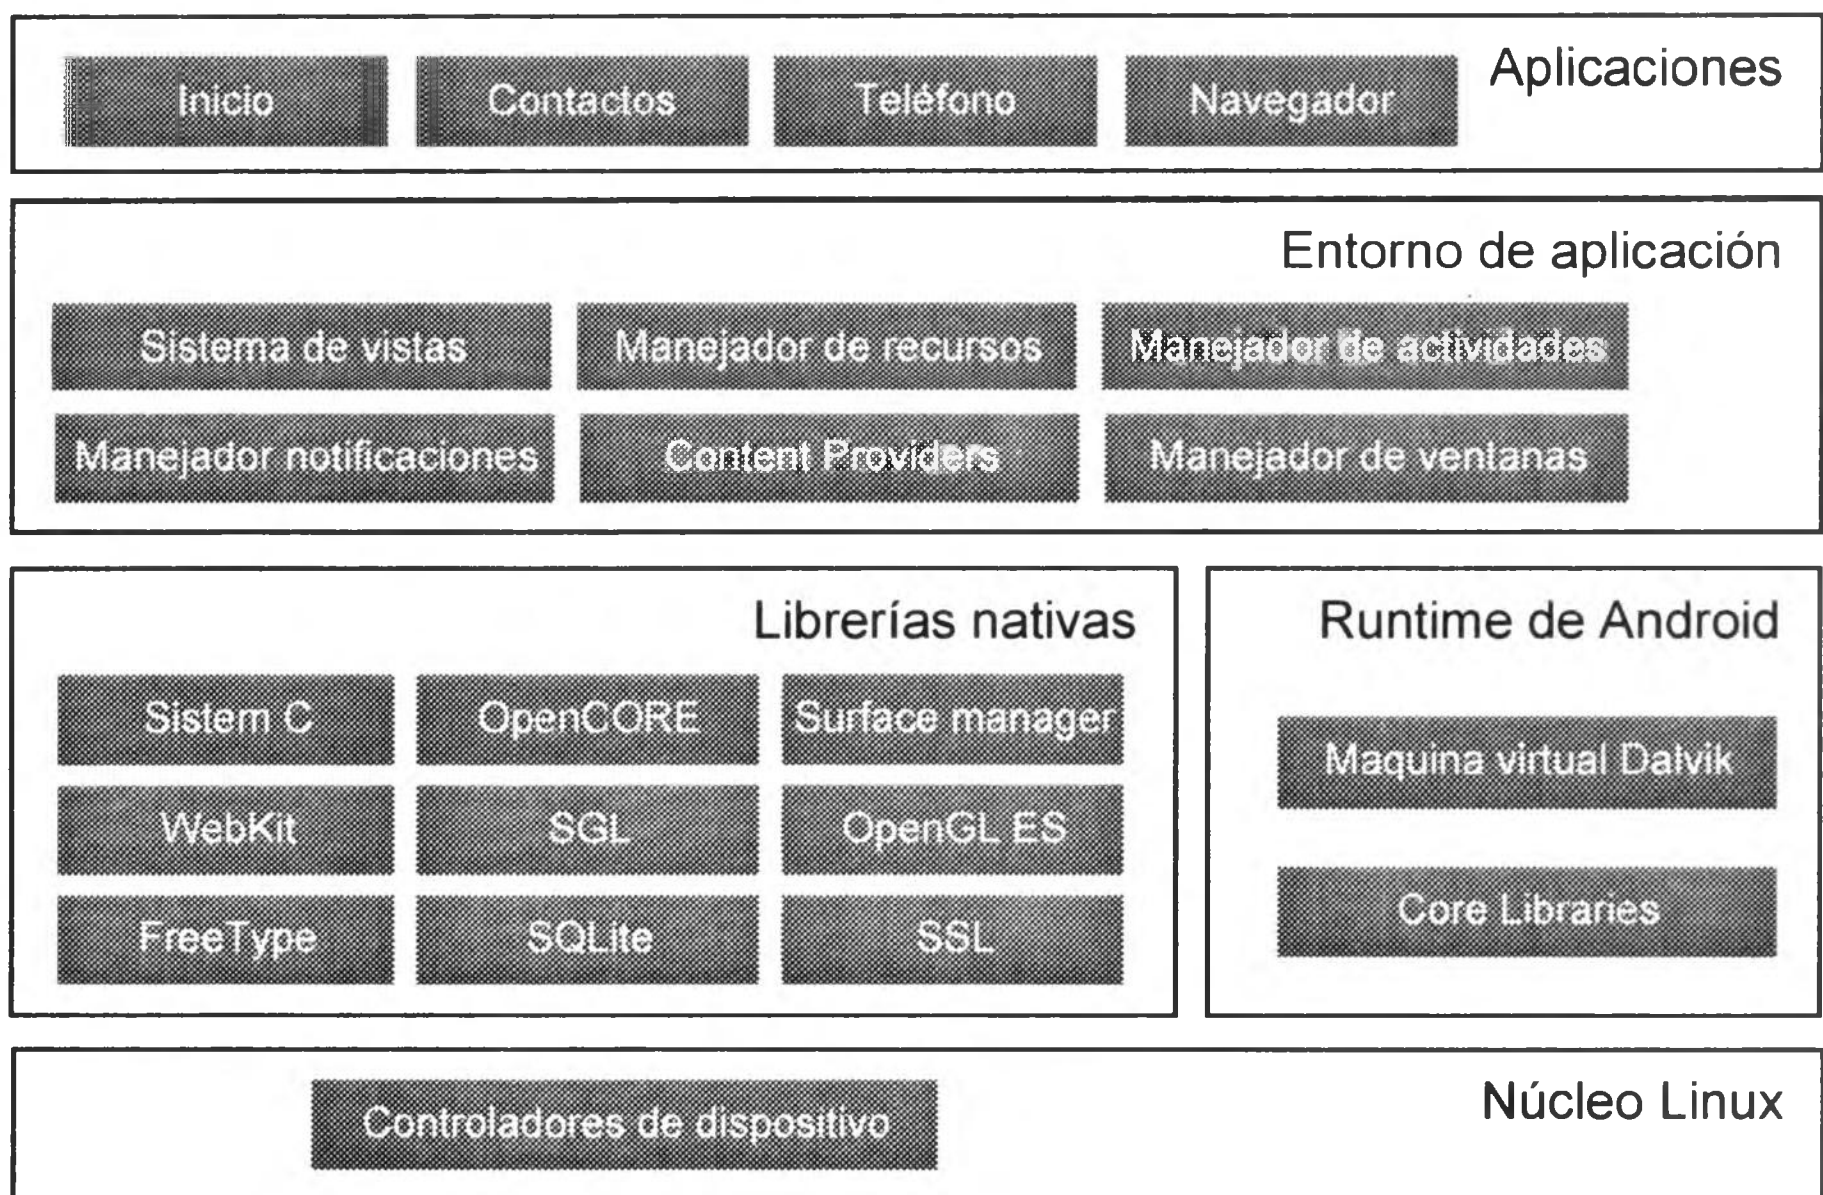 Aplicaciones
Inicio
Contactos
Teléfono
Navegador
Entorno de aplicación
Sistema de vistas
Manejador de recursos
Manejador de actividades
Manejador notificaciones
Content Providers
Manejador de ventanas
Librerías nativas
Sistem C
OpenCORE
Surface manager
WebKit
SGL
OpenGL ES
FreeType
SQLite
SSL
Runtime de Android
Maquina virtual Dalvik
Core Libraries
Núcleo Linux
Controladores de dispositivo